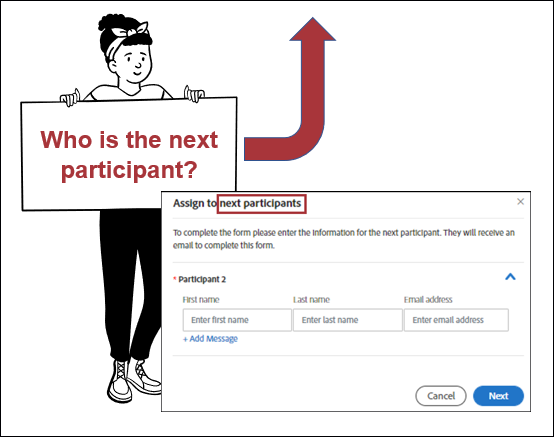 Who is the next
participant?
Assign to next participants
To complete the form please enter the information for the next participant. They will receive an
email to complete this form.
* Participant 2
First name Last name Email address
Enter first name Enter last name Enter email address
+ Add Message
Cancel Next